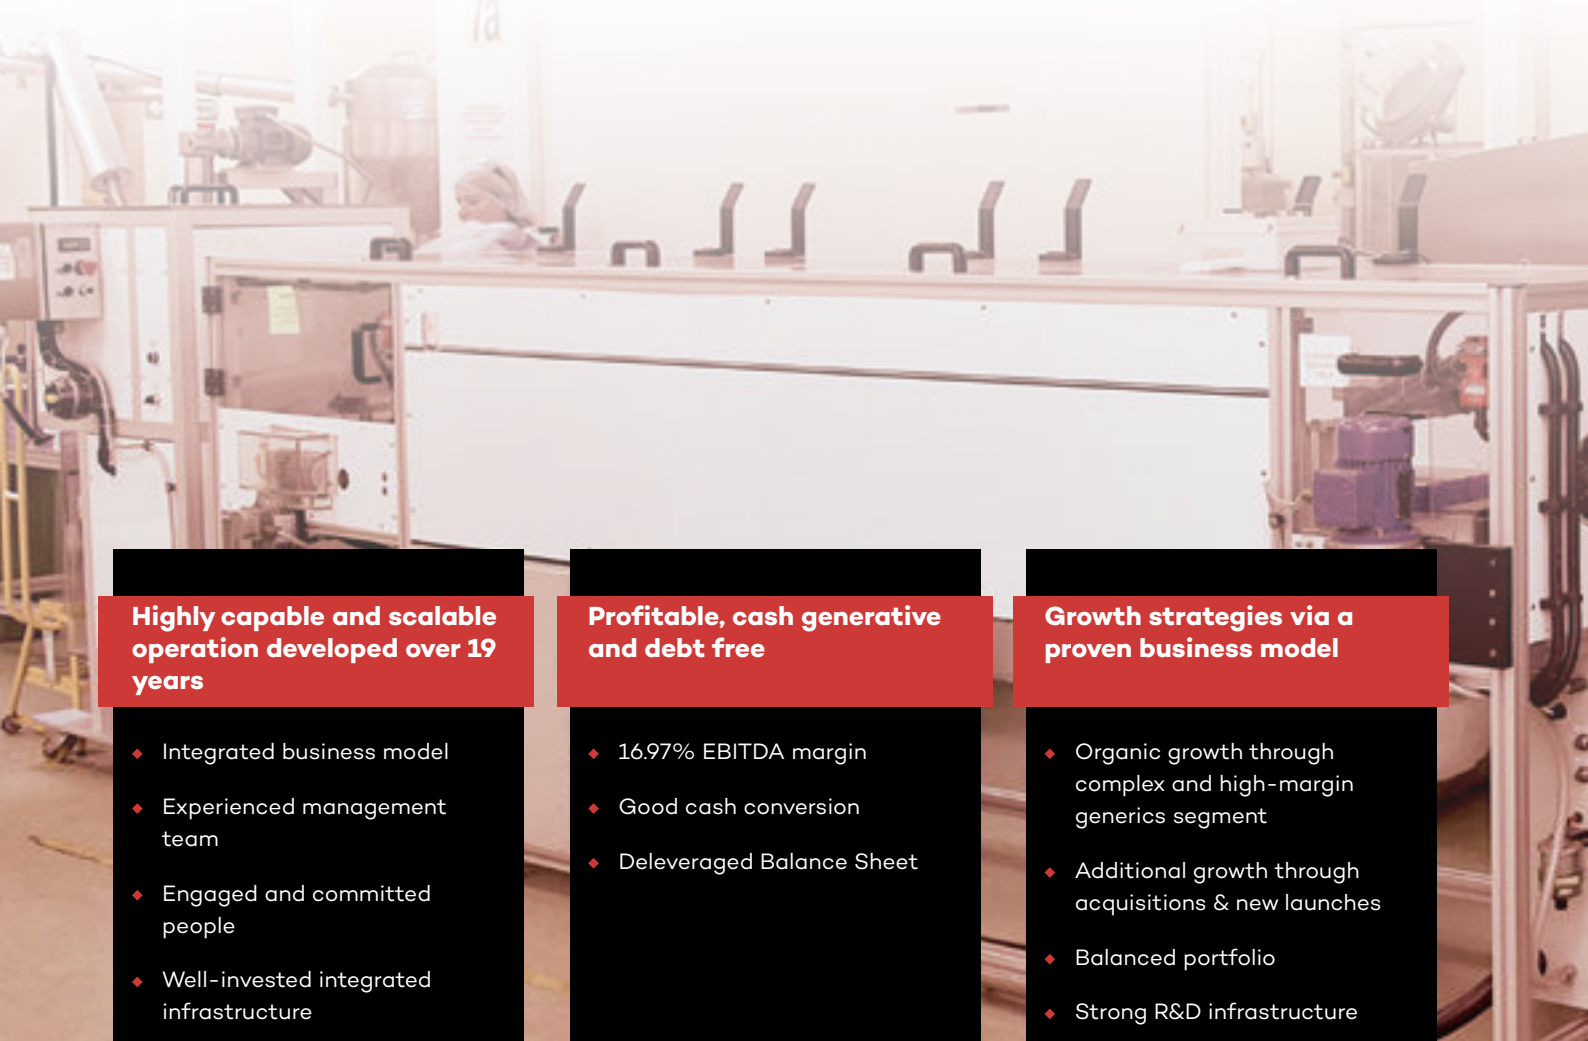 Highly capable and scalable
operation developed over 19
years
Integrated business model
Experienced management
team
Engaged and committed
people
Well-invested integrated
infrastructure
Profitable, cash generative
and debt free
16.97% EBITDA margin
Good cash conversion
Deleveraged Balance Sheet
Growth strategies via a
proven business model
Organic growth through
complex and high-margin
generics segment
Additional growth through
acquisitions & new launches
Balanced portfolio
Strong R&D infrastructure